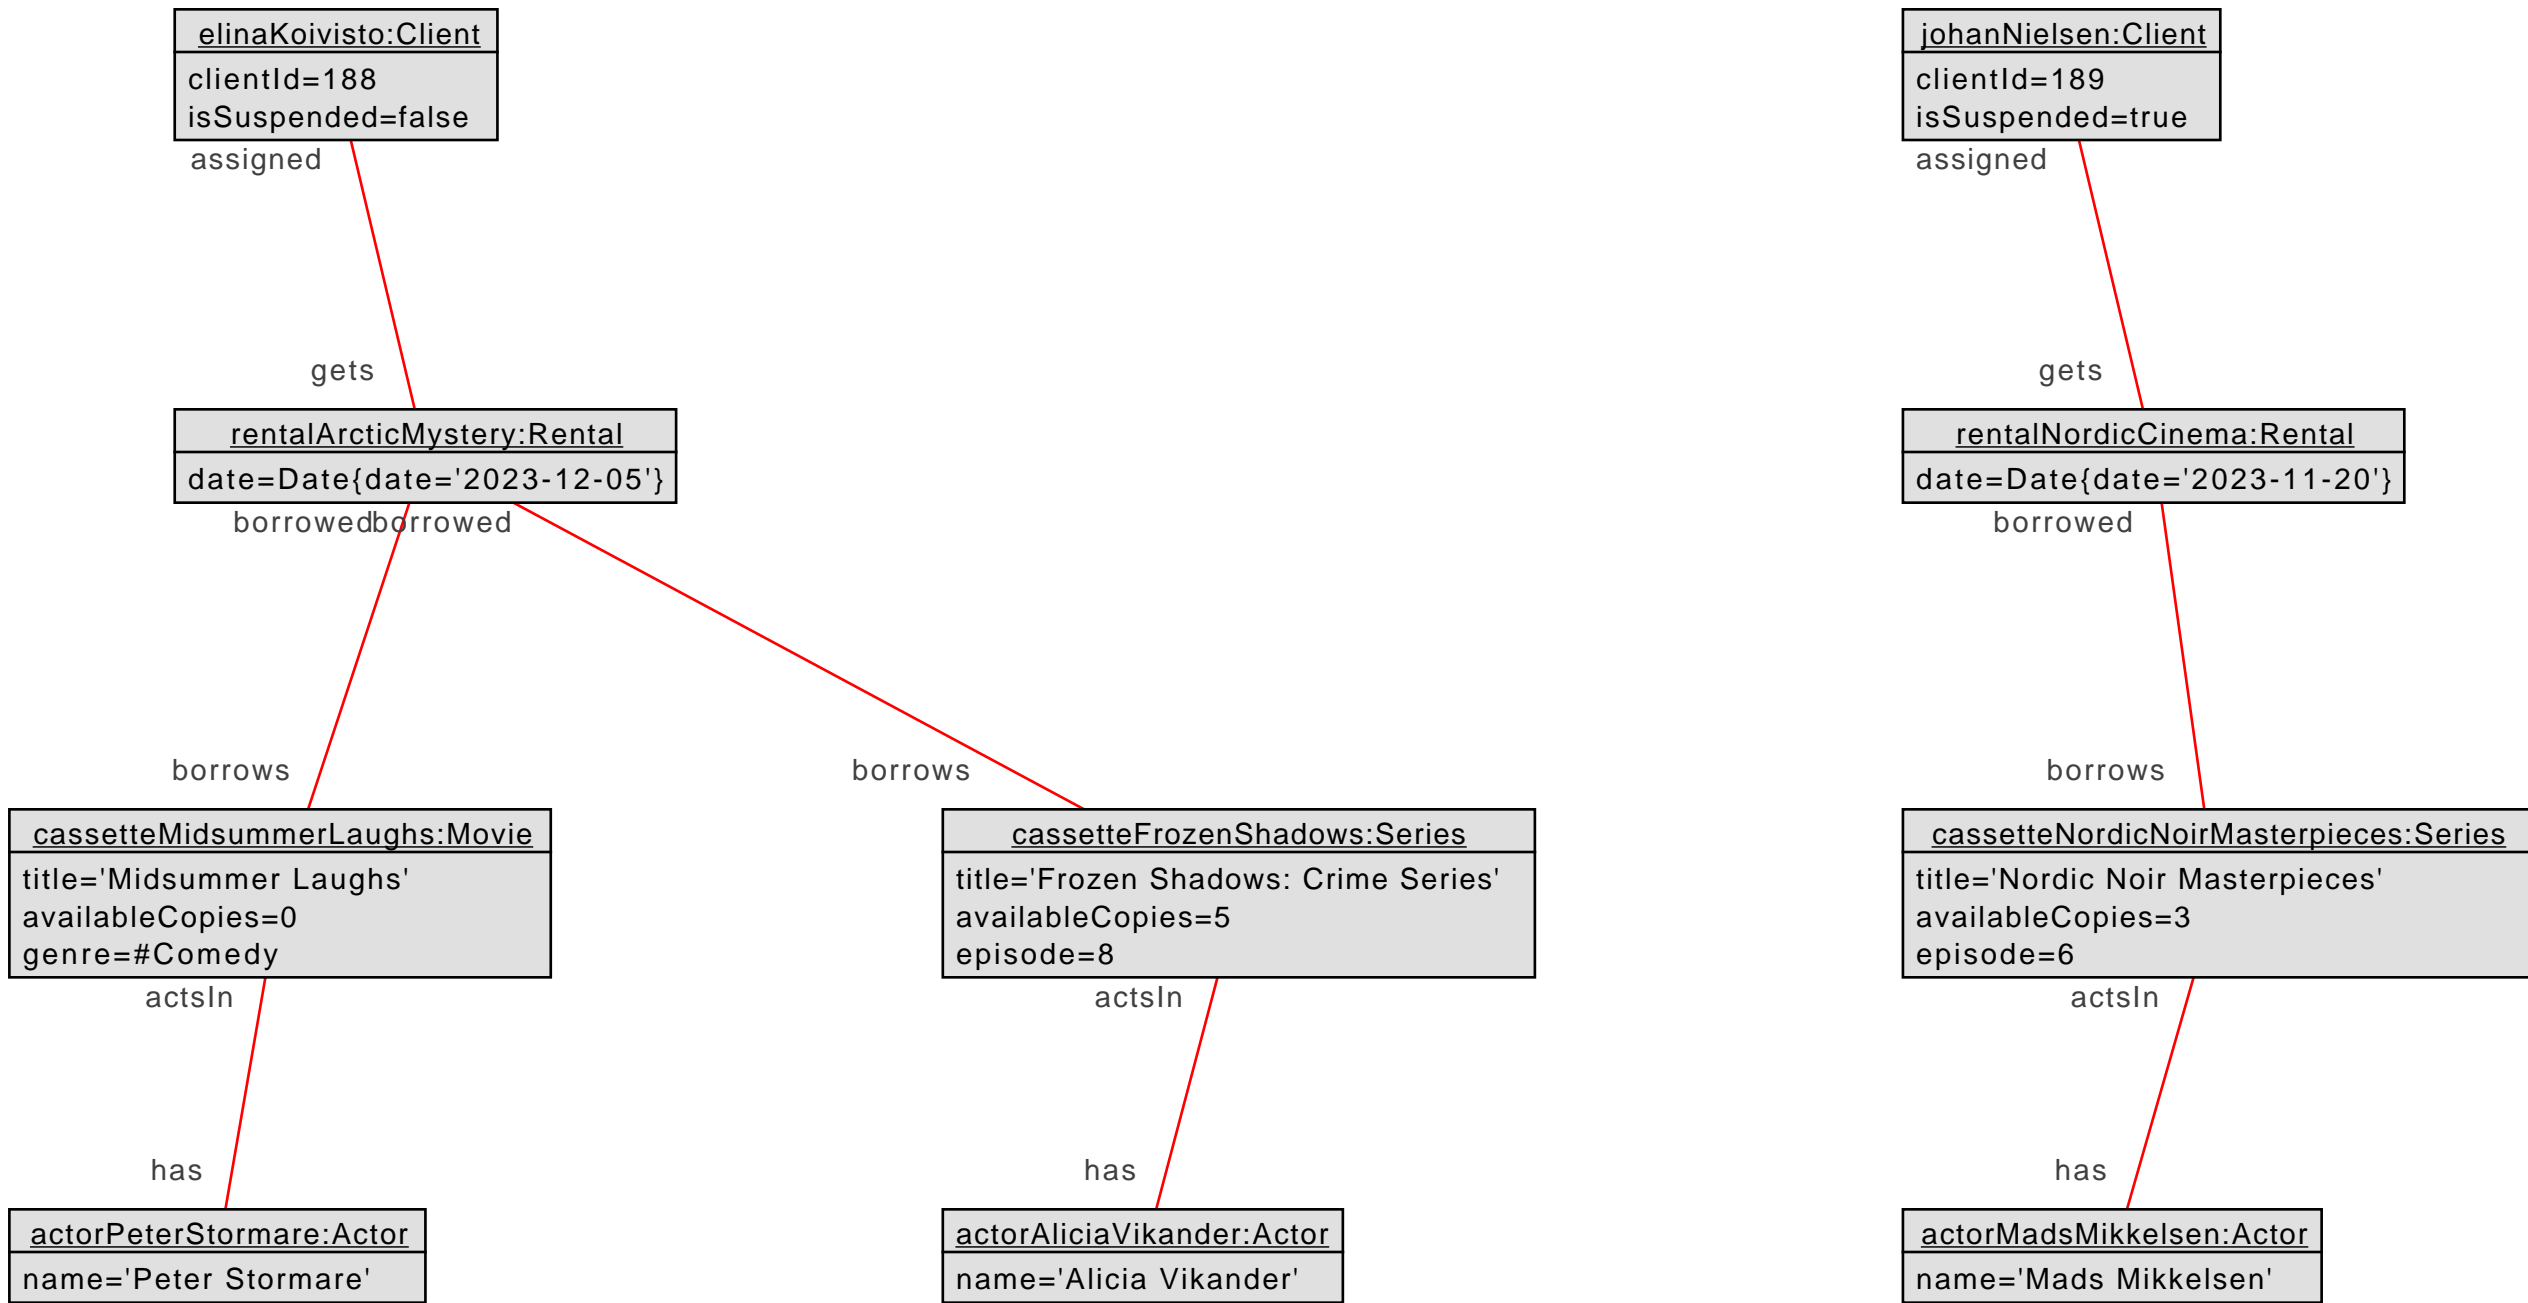 elinaKoivisto:Client
clientId=188
isSuspended=false
assigned
johanNielsen:Client
clientId=189
isSuspended=true
assigned
gets
gets
rentalArcticMystery:Rental
date=Date{date='2023-12-05'}
borrowed
borrowed
rentalNordicCinema:Rental
date=Date{date='2023-11-20'}
borrowed
borrows
borrows
borrows
cassetteMidsummerLaughs:Movie
title='Midsummer Laughs'
availableCopies=0
genre=#Comedy
actsIn
cassetteFrozenShadows:Series
title='Frozen Shadows: Crime Series'
availableCopies=5
episode=8
actsIn
cassetteNordicNoirMasterpieces:Series
title='Nordic Noir Masterpieces'
availableCopies=3
episode=6
actsIn
has
has
has
actorPeterStormare:Actor
name='Peter Stormare'
actorAliciaVikander:Actor
name='Alicia Vikander'
actorMadsMikkelsen:Actor
name='Mads Mikkelsen'